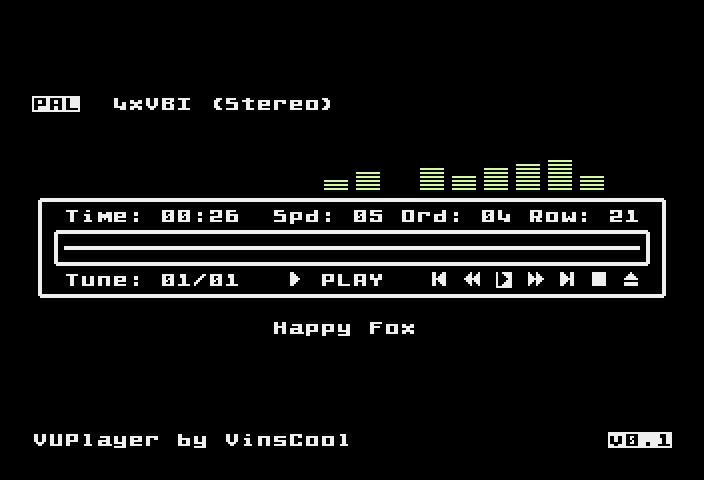 PAL 4xVBI (Stereo)
Time: 00:26 Spd: 05 Ord: 04 Row: 21
Tune: 01/01 PLAY
Happy Fox
VUPlayer by VinsCool v0.1